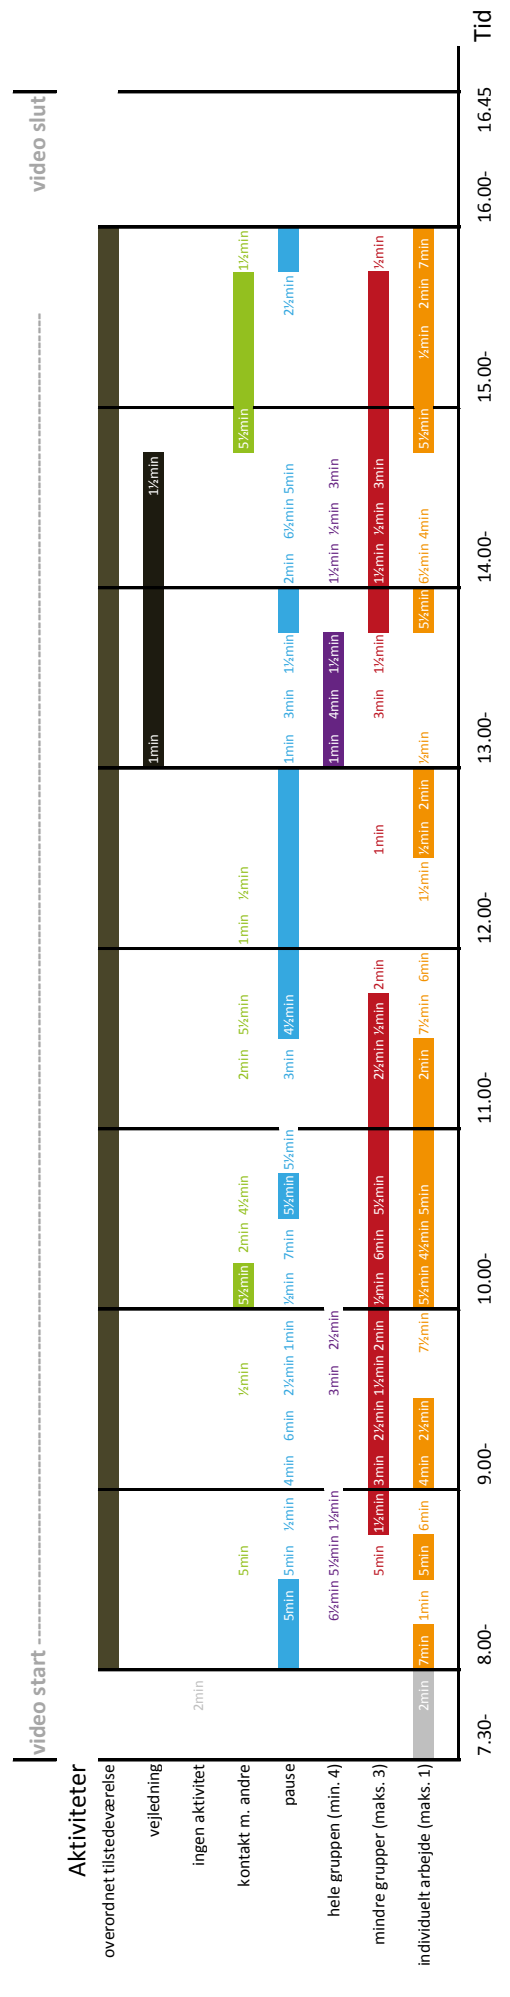 video start video slut
Aktiviteter
overordnet tilstedeværelse
vejledning 1min 1½min
ingen aktivitet 2min
kontakt m. andre 5min ½min 5½min 2min 4½min 2min 5½min 1min ½min 5½min 1½min
pause 5min 5min ½min 4min 6min 2½min 1min ½min 7min 5½min 5½min 3min 4½min 1min 3min 1½min 2min 6½min 5min 2½min
hele gruppen (min. 4) 6½min 5½min 1½min 3min 2½min 1min 4min 1½min 1½min ½min 3min
mindre grupper (maks. 3) 5min 1½min 3min 2½min 1½min 2min ½min 6min 5½min 2½min ½min 2min 1min 3min 1½min 1½min ½min 3min ½min
individuelt arbejde (maks. 1) 2min 7min 1min 5min 6min 4min 2½min 7½min 5½min 4½min 5min 2min 7½min 6min 1½min ½min 2min ½min 5½min 6½min 4min 5½min ½min 2min 7min
7.30- 8.00- 9.00- 10.00- 11.00- 12.00- 13.00- 14.00- 15.00- 16.00- 16.45 Tid